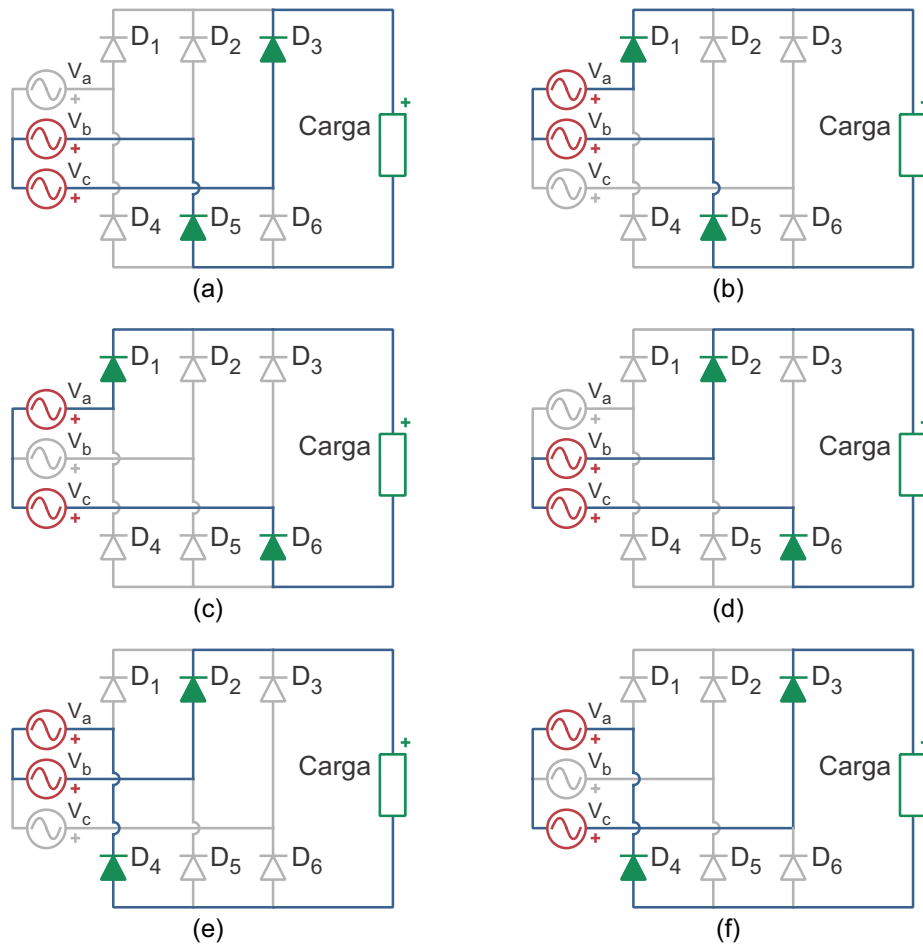 D1 D2 D3
Va
Vb
Vc
Carga
D4 D5 D6
(a)
D1 D2 D3
Va
Vb
Vc
Carga
D4 D5 D6
(b)
D1 D2 D3
Va
Vb
Vc
Carga
D4 D5 D6
(c)
D1 D2 D3
Va
Vb
Vc
Carga
D4 D5 D6
(d)
D1 D2 D3
Va
Vb
Vc
Carga
D4 D5 D6
(e)
D1 D2 D3
Va
Vb
Vc
Carga
D4 D5 D6
(f)